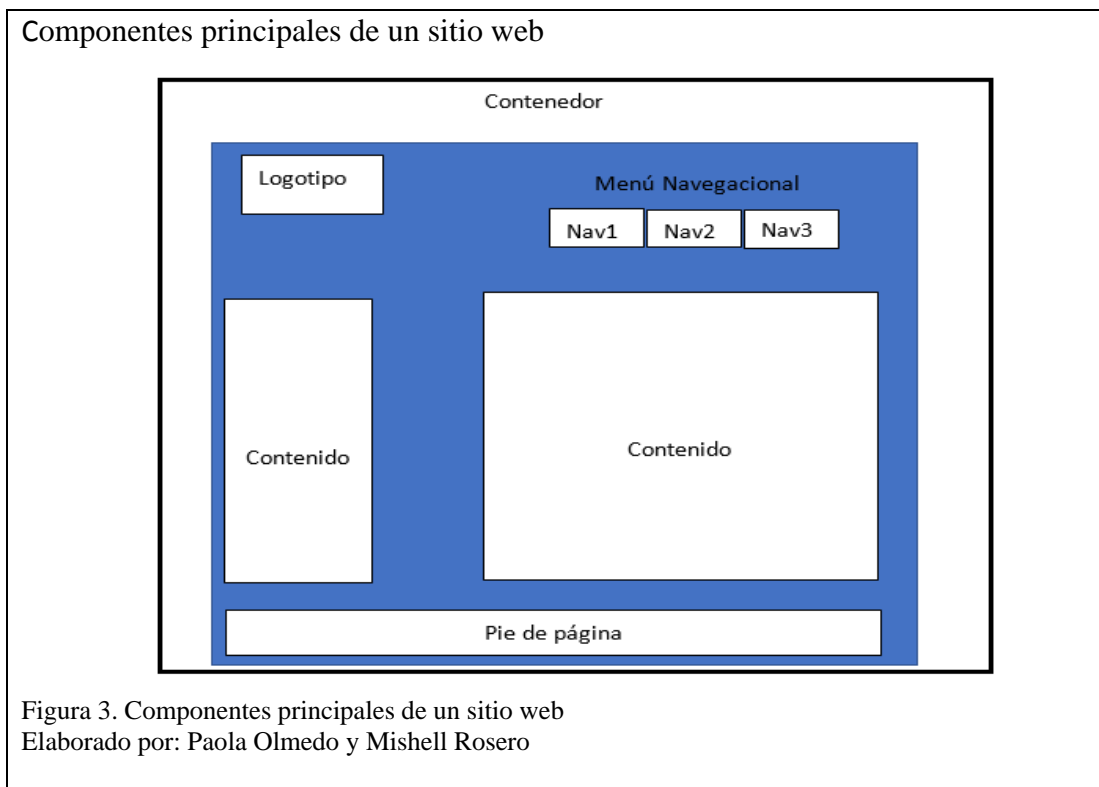 Componentes principales de un sitio web
Contenedor
Logotipo
Menú Navegacional
Nav1
Nav2
Nav3
Contenido
Contenido
Pie de página
Figura 3. Componentes principales de un sitio web
Elaborado por: Paola Olmedo y Mishell Rosero